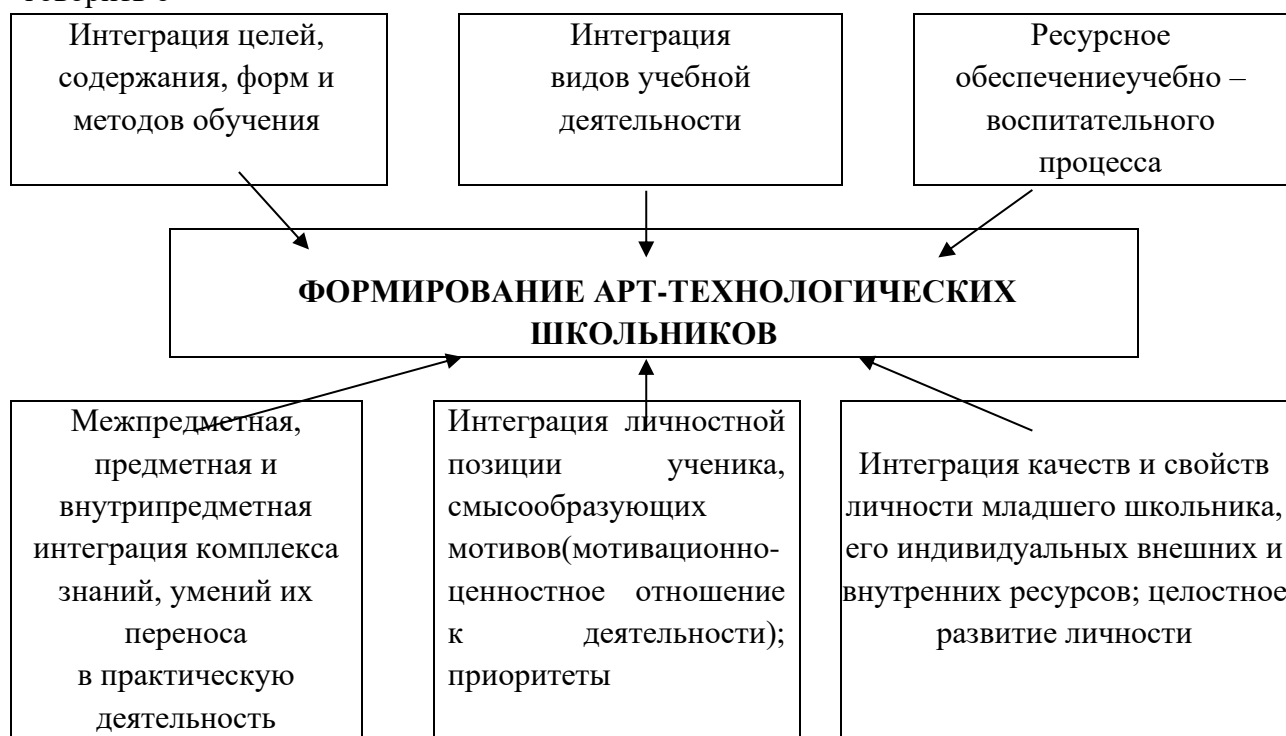 Интеграция целей,
содержания, форм и
методов обучения
Интеграция
видов учебной
деятельности
Ресурсное
обеспечениеучебно –
воспитательного
процесса
ФОРМИРОВАНИЕ АРТ-ТЕХНОЛОГИЧЕСКИХ
ШКОЛЬНИКОВ
Межпредметная,
предметная и
внутрипредметная
интеграция комплекса
знаний, умений их
переноса
в практическую
деятельность
Интеграция личностной
позиции ученика,
смысообразующих
мотивов(мотивационно-
ценностное отношение
к деятельности);
приоритеты
Интеграция качеств и свойств
личности младшего школьника,
его индивидуальных внешних и
внутренних ресурсов; целостное
развитие личности